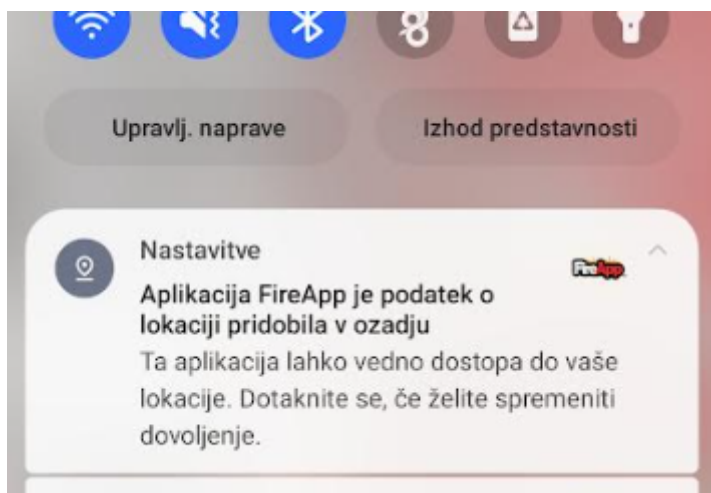 Upravlj. naprave
Izhod predstavnosti
Nastavitve
FireApp
Aplikacija FireApp je podatek o
lokaciji pridobila v ozadju
Ta aplikacija lahko vedno dostopa do vaše
lokacije. Dotaknite se, če želite spremeniti
dovoljenje.